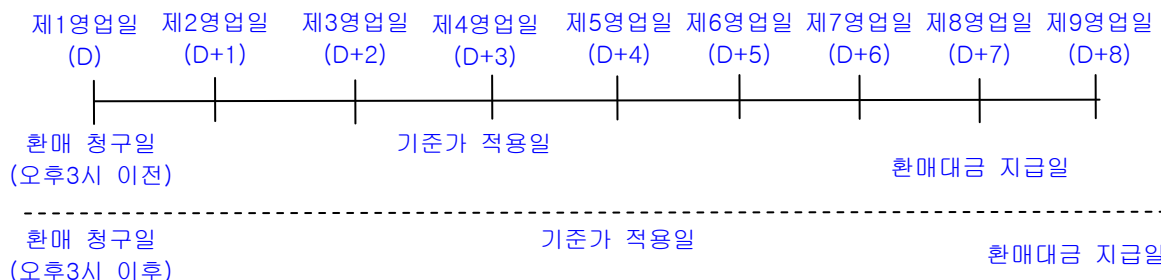 제1영업일 제2영업일 제3영업일 제4영업일 제5영업일 제6영업일 제7영업일 제8영업일 제9영업일
(D) (D+1) (D+2) (D+3) (D+4) (D+5) (D+6) (D+7) (D+8)
환매 청구일 기준가 적용일
(오후3시 이전) 환매대금 지급일
환매 청구일 기준가 적용일
(오후3시 이후) 환매대금 지급일